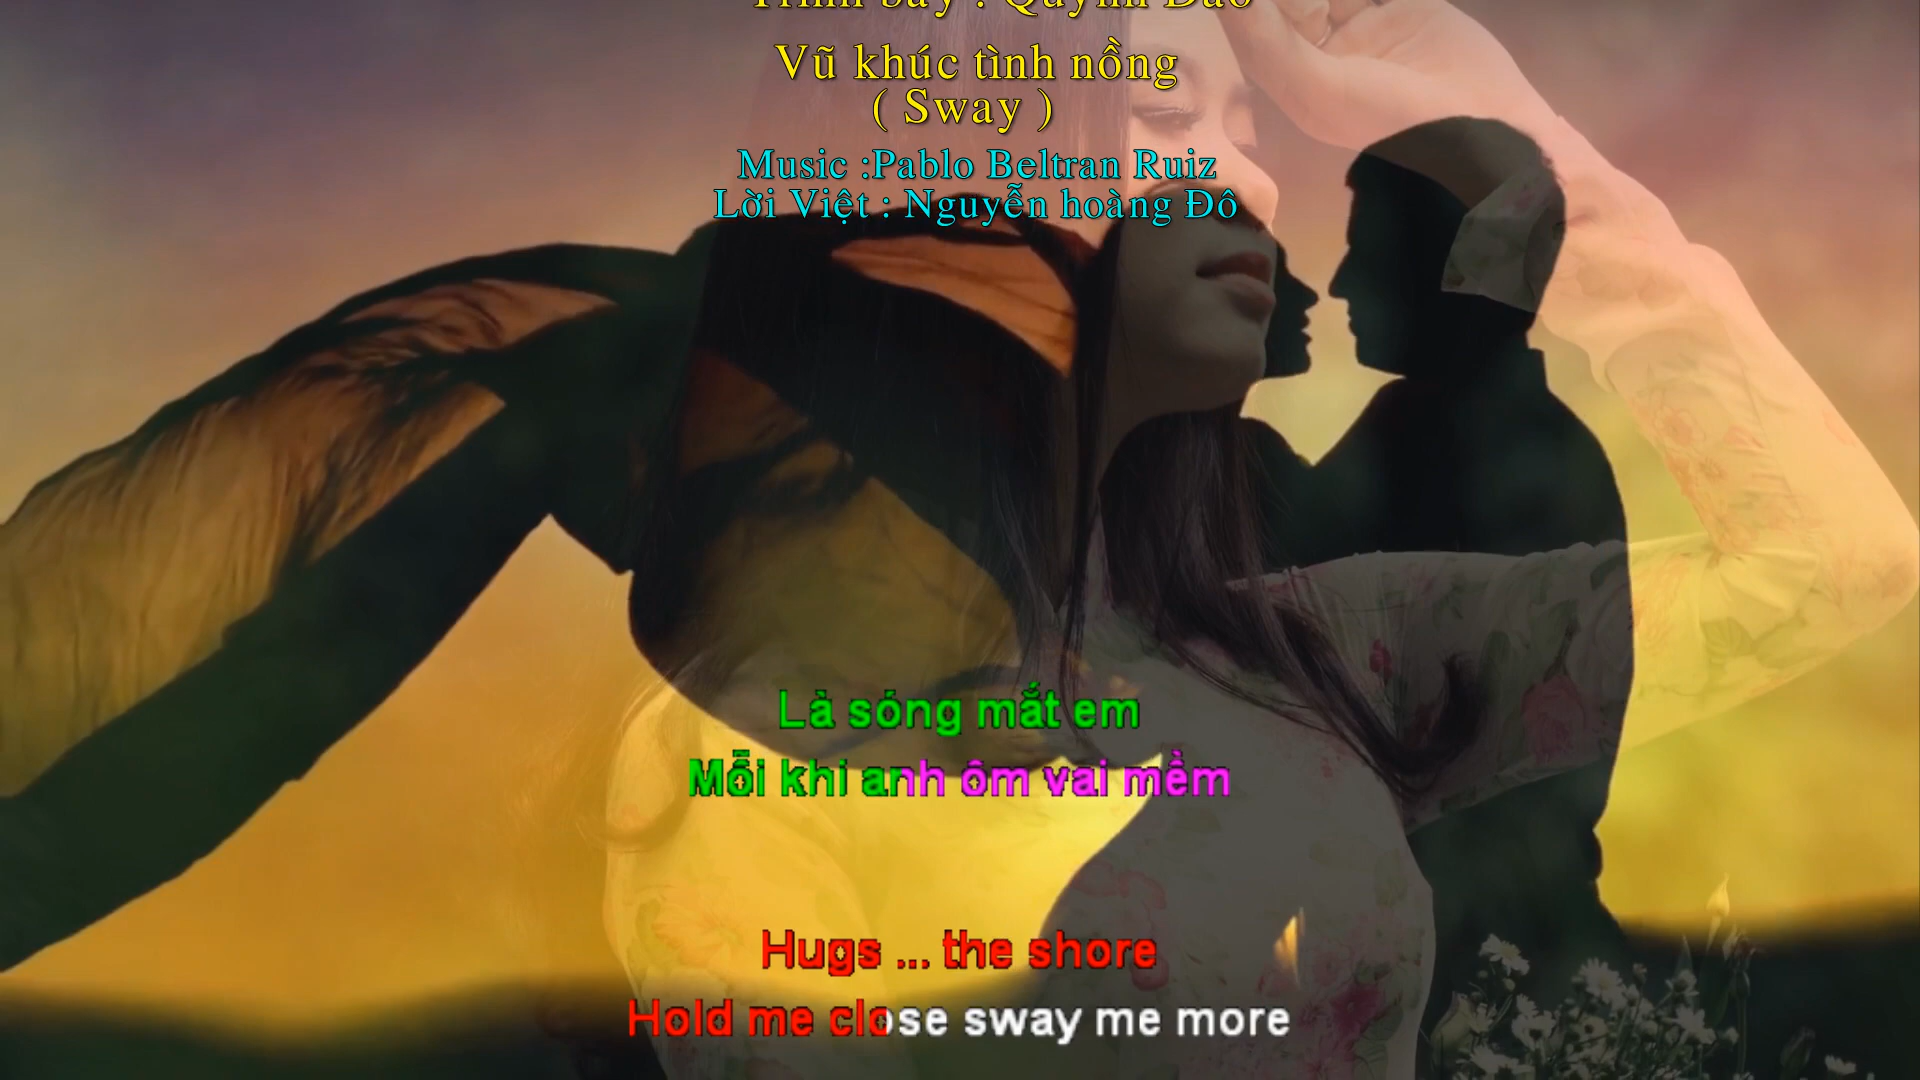 Trình bày : Quỳnh Dao
Vũ khúc tình nồng
( Sway )
Music :Pablo Beltran Ruiz
Lời Việt : Nguyễn hoàng Đô
Là sóng mắt em
Mỗi khi anh ôm vai mềm
Hugs ... the shore
Hold me close sway me more